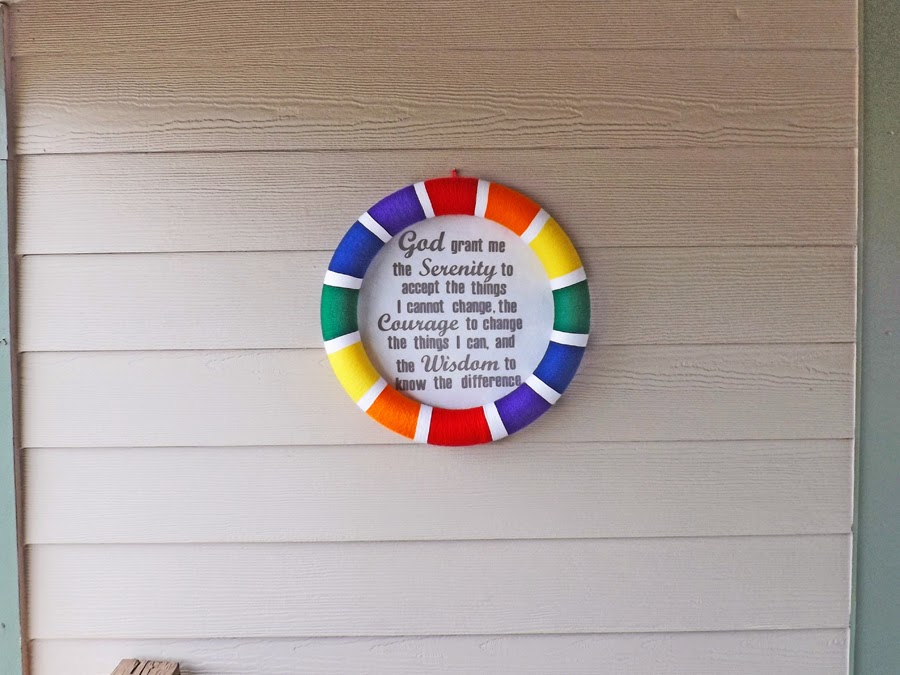 God grant me
the Serenity to
accept the things
I cannot change, the
Courage to change
the things I can, and
the Wisdom to
know the difference